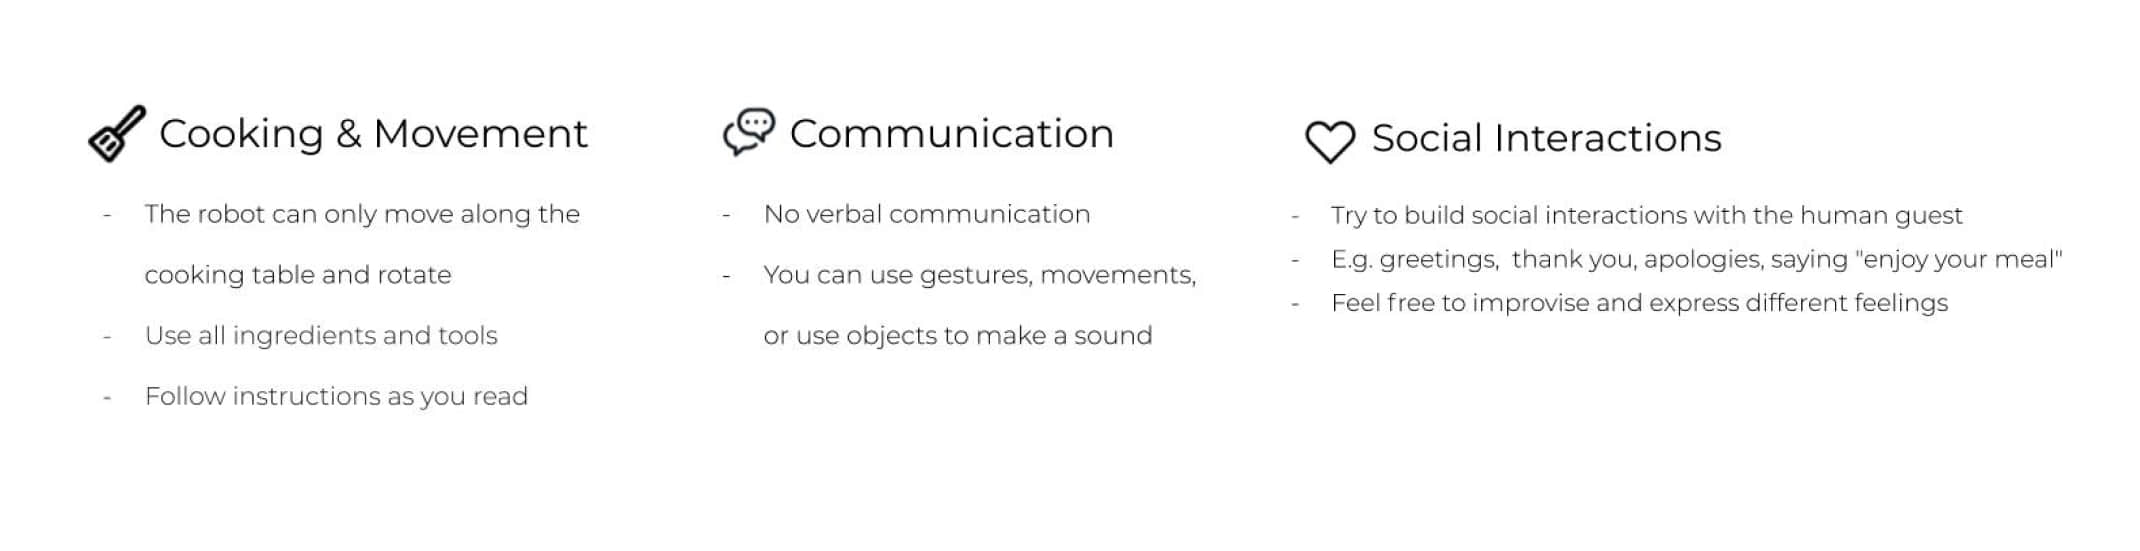 Cooking & Movement
- The robot can only move along the
cooking table and rotate
- Use all ingredients and tools
- Follow instructions as you read
Communication
- No verbal communication
- You can use gestures, movements,
or use objects to make a sound
Social Interactions
- Try to build social interactions with the human guest
- E.g. greetings,  thank you, apologies, saying "enjoy your meal"
- Feel free to improvise and express different feelings